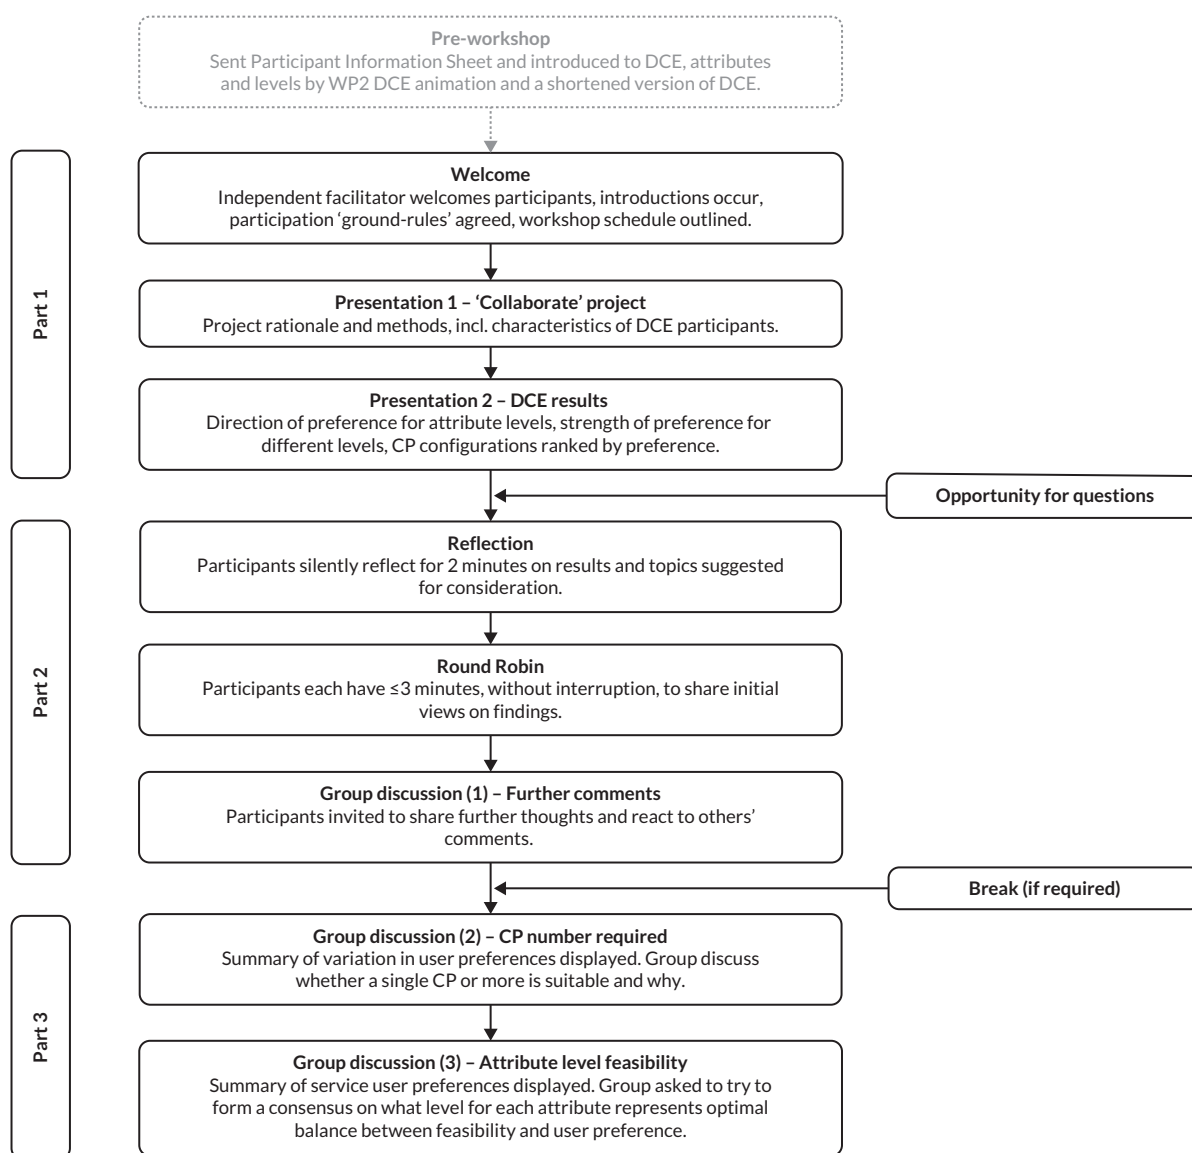 Pre-workshop
Sent Participant Information Sheet and introduced to DCE, attributes
and levels by WP2 DCE animation and a shortened version of DCE.
Part 1
Welcome
Independent facilitator welcomes participants, introductions occur,
participation ‘ground-rules’ agreed, workshop schedule outlined.
Presentation 1 – ‘Collaborate’ project
Project rationale and methods, incl. characteristics of DCE participants.
Presentation 2 – DCE results
Direction of preference for attribute levels, strength of preference for
different levels, CP configurations ranked by preference.
Opportunity for questions
Part 2
Reflection
Participants silently reflect for 2 minutes on results and topics suggested
for consideration.
Round Robin
Participants each have ≤3 minutes, without interruption, to share initial
views on findings.
Group discussion (1) – Further comments
Participants invited to share further thoughts and react to others’
comments.
Break (if required)
Part 3
Group discussion (2) – CP number required
Summary of variation in user preferences displayed. Group discuss
whether a single CP or more is suitable and why.
Group discussion (3) – Attribute level feasibility
Summary of service user preferences displayed. Group asked to try to
form a consensus on what level for each attribute represents optimal
balance between feasibility and user preference.